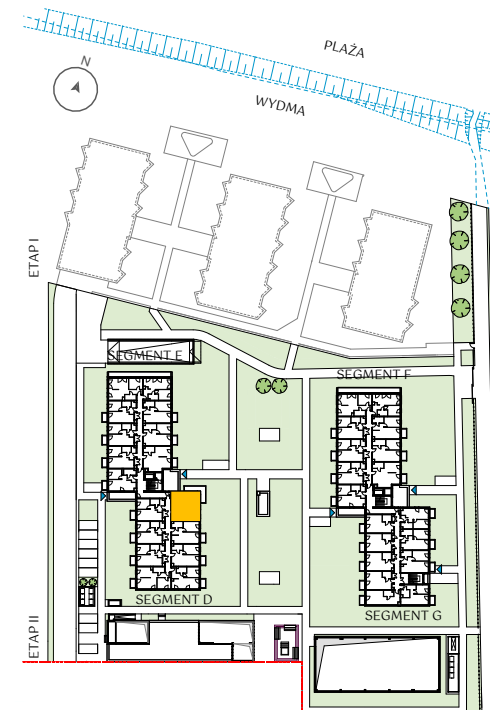 PLAŻA
N
WYDMA
ETAP I
SEGMENT E
SEGMENT F
SEGMENT D
SEGMENT G
ETAP II